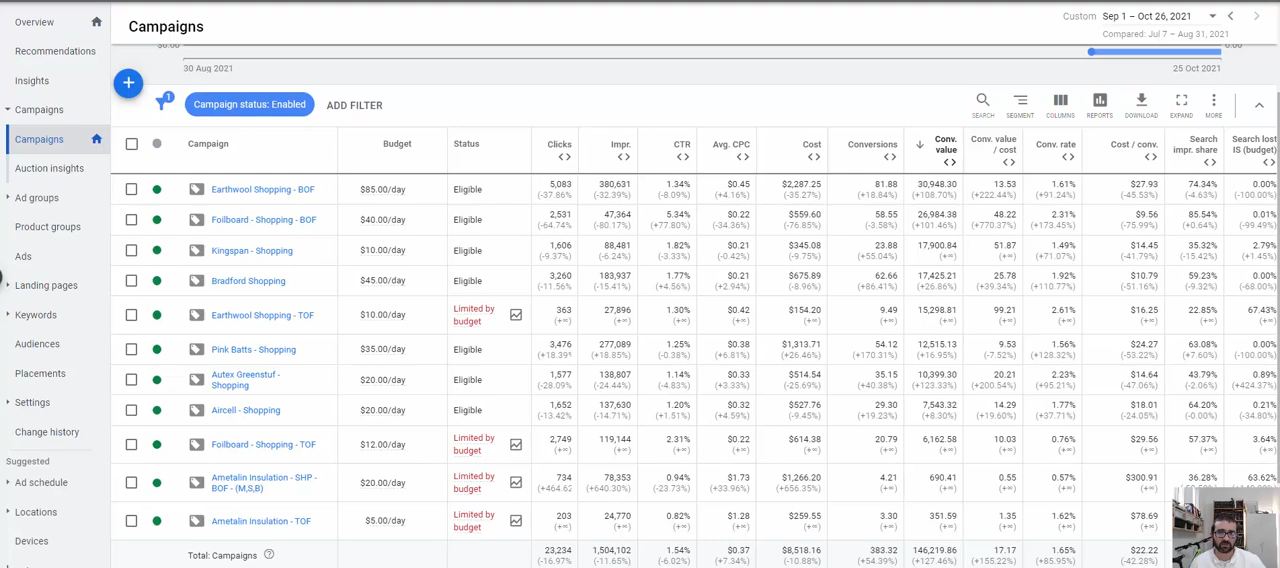 Overview
Recommendations
Insights
Campaigns
Campaigns
Auction insights
Ad groups
Product groups
Ads
Landing pages
Keywords
Audiences
Placements
Settings
Change history
Suggested
Ad schedule
Locations
Devices
Campaigns
Custom Sep 1 – Oct 26, 2021
Compared: Jul 7 – Aug 31, 2021
30 Aug 2021 25 Oct 2021
1 Campaign status: Enabled ADD FILTER
SEARCH SEGMENT COLUMNS REPORTS DOWNLOAD EXPAND MORE
Campaign Budget Status Clicks Impr. CTR Avg. CPC Cost Conversions Conv. value Conv. value / cost Conv. rate Cost / conv. Search impr. share Search lost IS (budget)
Earthwool Shopping - BOF $85.00/day Eligible 5,083 380,631 1.34% $0.45 $2,287.25 81.88 30,948.30 13.53 1.61% $27.93 74.34% 0.00%
(-37.86%) (-32.39%) (-8.09%) (+4.16%) (-35.27%) (+18.84%) (+108.70%) (+222.44%) (+91.24%) (-45.53%) (-4.63%) (-100.00%)
Foilboard - Shopping - BOF $40.00/day Eligible 2,531 47,364 5.34% $0.22 $559.60 58.55 26,984.38 48.22 2.31% $9.56 85.54% 0.01%
(-64.74%) (-80.17%) (+77.80%) (-34.36%) (-76.85%) (-3.58%) (+101.46%) (+770.37%) (+173.45%) (-75.99%) (+0.64%) (-99.49%)
Kingspan - Shopping $10.00/day Eligible 1,606 88,481 1.82% $0.21 $345.08 23.88 17,900.84 51.87 1.49% $14.45 35.32% 2.79%
(-9.37%) (-6.24%) (-3.33%) (-0.42%) (-9.75%) (+55.04%) (+∞) (+∞) (+71.07%) (-41.79%) (-15.42%) (+1.45%)
Bradford Shopping $45.00/day Eligible 3,260 183,937 1.77% $0.21 $675.89 62.66 17,425.21 25.78 1.92% $10.79 59.23% 0.00%
(-11.56%) (-15.41%) (+4.56%) (+2.94%) (-8.96%) (+86.41%) (+26.86%) (+39.34%) (+110.77%) (-51.16%) (-9.32%) (-68.00%)
Earthwool Shopping - TOF $10.00/day Limited by budget 363 27,896 1.30% $0.42 $154.20 9.49 15,298.81 99.21 2.61% $16.25 22.85% 67.43%
(+∞) (+∞) (+∞) (+∞) (+∞) (+∞) (+∞) (+∞) (+∞) (+∞) (+∞) (+∞)
Pink Batts - Shopping $35.00/day Eligible 3,476 277,089 1.25% $0.38 $1,313.71 54.12 12,515.13 9.53 1.56% $24.27 63.08% 0.00%
(+18.39% (+18.85%) (-0.38%) (+6.81%) (+26.46%) (+170.31%) (+16.95%) (-7.52%) (+128.32%) (-53.22%) (+7.60%) (-100.00%)
Autex Greenstuf - Shopping $20.00/day Eligible 1,577 138,807 1.14% $0.33 $514.84 35.15 10,399.30 20.21 2.23% $14.64 43.79% 0.89%
(-28.09%) (-24.44%) (-4.83%) (+3.33%) (-25.69%) (+40.38%) (+123.33%) (+200.54%) (+95.21%) (-47.06%) (-2.06%) (+424.37%)
Aircell - Shopping $20.00/day Eligible 1,652 137,630 1.20% $0.32 $527.76 29.30 7,543.32 14.29 1.77% $18.01 64.20% 0.21%
(-13.42%) (-14.71%) (+1.51%) (+4.59%) (-9.45%) (+19.23%) (+8.30%) (+19.60%) (+37.71%) (-24.05%) (-0.00%) (-34.80%)
Foilboard - Shopping - TOF $12.00/day Limited by budget 2,749 119,144 2.31% $0.22 $614.38 20.79 6,162.58 10.03 0.76% $29.56 57.37% 3.64%
(+∞) (+∞) (+∞) (+∞) (+∞) (+∞) (+∞) (+∞) (+∞) (+∞) (+∞) (+∞)
Ametalin Insulation - SHP - BOF - (M,S,B) $20.00/day Limited by budget 734 78,353 0.94% $1.73 $1,266.20 4.21 690.41 0.55 0.57% $300.91 36.28% 63.62%
(+464.62 (+640.30%) (-23.73%) (+33.96%) (+656.35%) (+∞) (+∞) (+∞) (+∞) (+∞)
Ametalin Insulation - TOF $5.00/day Limited by budget 203 24,770 0.82% $1.28 $259.55 3.30 351.59 1.35 1.62% $78.69
(+∞) (+∞) (+∞) (+∞) (+∞) (+∞) (+∞) (+∞) (+∞) (+∞)
Total: Campaigns 23,234 1,504,102 1.54% $0.37 $8,518.16 383.32 146,219.86 17.17 1.65% $22.22
(-16.97%) (-11.65%) (-6.02%) (+7.34%) (-10.88%) (+54.39%) (+127.46%) (+155.22%) (+85.95%) (-42.28%)